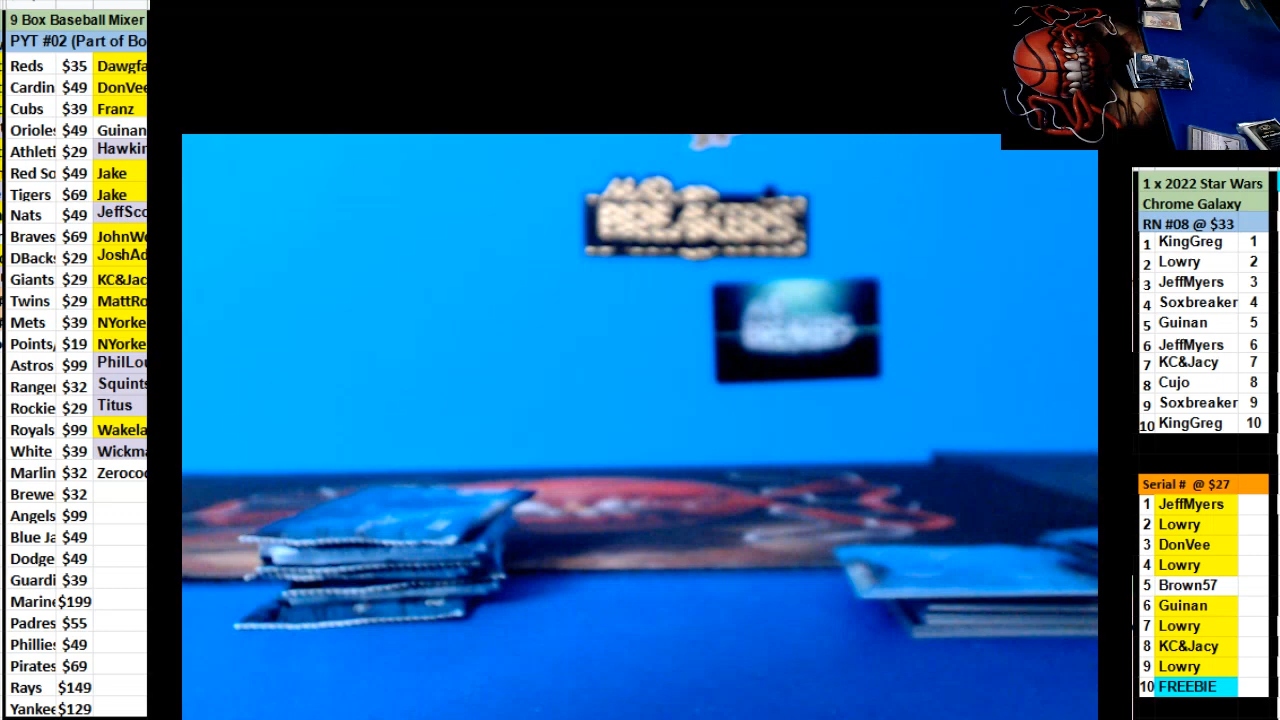 9 Box Baseball Mixer
PYT #02 (Part of Bo
Reds $35 Dawgfa
Cardin $49 DonVee
Cubs $39 Franz
Orioles $49 Guinan
Athleti $29 Hawkin
Red So $49 Jake
Tigers $69 Jake
Nats $49 JeffSco
Braves $69 JohnWo
DBacks $29 JoshAd
Giants $29 KC&Jac
Twins $29 MattRo
Mets $39 NYorke
Points/ $19 NYorke
Astros $99 PhilLou
Ranger $32 Squints
Rockie $29 Titus
Royals $99 Wakela
White $39 Wickma
Marlin $32 Zerocoo
Brewe $32
Angels $99
Blue Ja $49
Dodge $49
Guardi $39
Marine $199
Padres $55
Phillies $49
Pirates $69
Rays $149
Yankee $129
BREAKERS
1 x 2022 Star Wars
Chrome Galaxy
RN #08 @ $33
1 KingGreg 1
2 Lowry 2
3 JeffMyers 3
4 Soxbreaker 4
5 Guinan 5
6 JeffMyers 6
7 KC&Jacy 7
8 Cujo 8
9 Soxbreaker 9
10 KingGreg 10
Serial # @ $27
1 JeffMyers
2 Lowry
3 DonVee
4 Lowry
5 Brown57
6 Guinan
7 Lowry
8 KC&Jacy
9 Lowry
10 FREEBIE